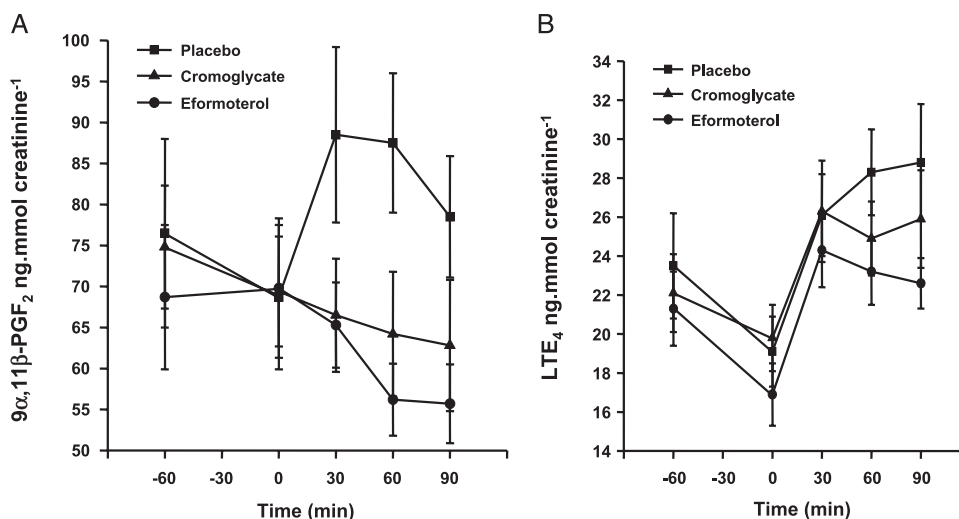 A
9α,11β-PGF2 ng.mmol creatinine-1
100
95
90
85
80
75
70
65
60
55
50
Placebo
Cromoglycate
Eformoterol
-60 0 30 60 90
Time (min)
B
LTE4 ng.mmol creatinine-1
34
32
30
28
26
24
22
20
18
16
14
Placebo
Cromoglycate
Eformoterol
-60 0 30 60 90
Time (min)